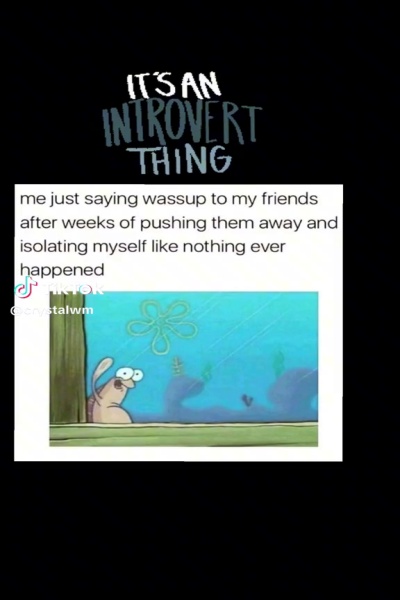 IT'S AN
INTROVERT
THING
me just saying wassup to my friends
after weeks of pushing them away and
isolating myself like nothing ever
happened
TikTok
@crystalwm